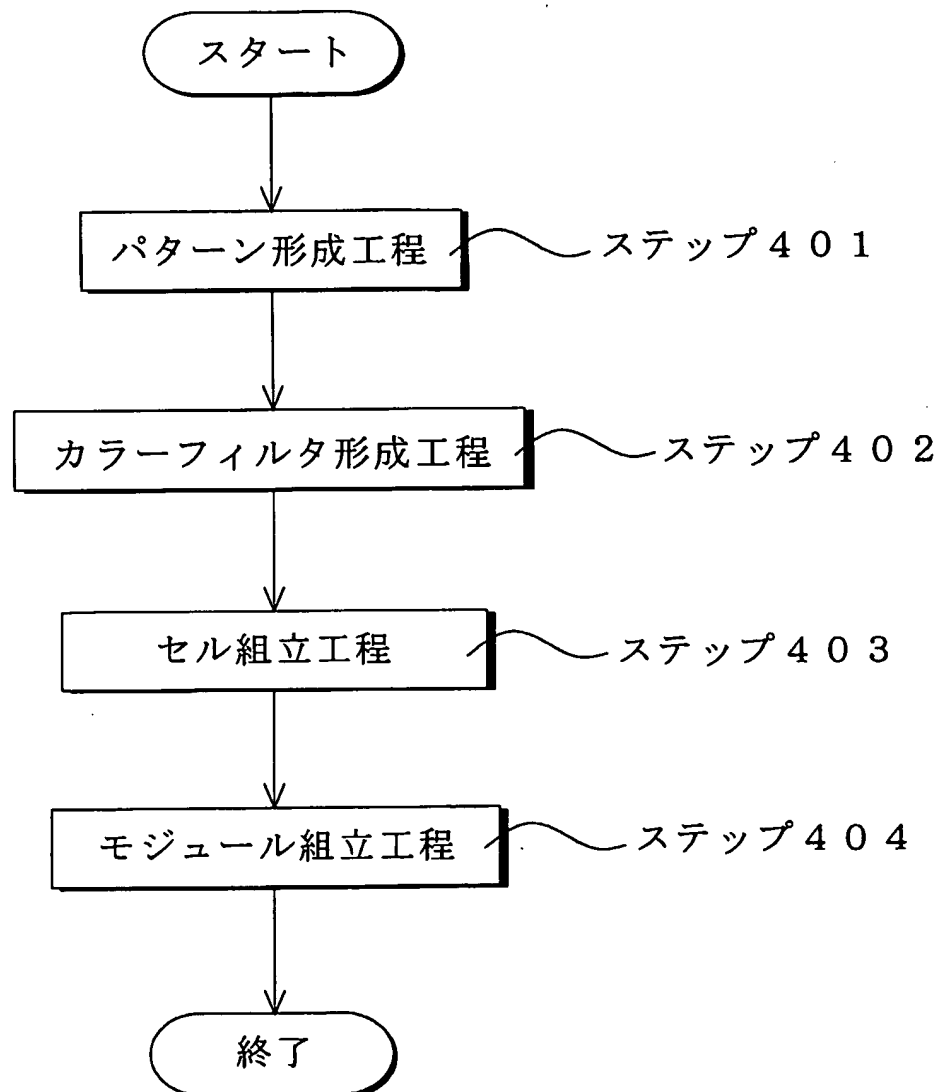 スタート
パターン形成工程
ステップ401
カラーフィルタ形成工程
ステップ402
セル組立工程
ステップ403
モジュール組立工程
ステップ404
終了